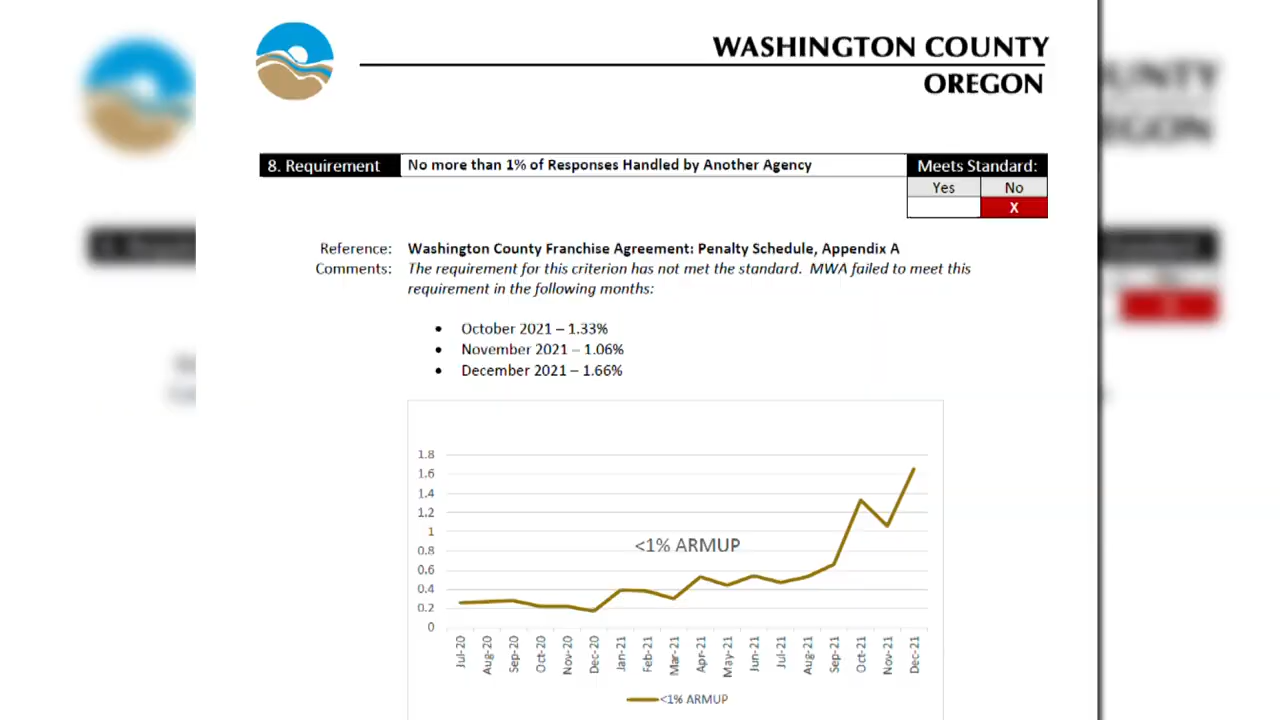 WASHINGTON COUNTY
OREGON
8. Requirement No more than 1% of Responses Handled by Another Agency Meets Standard:
Yes No
X
Reference: Washington County Franchise Agreement: Penalty Schedule, Appendix A
Comments: The requirement for this criterion has not met the standard. MWA failed to meet this
requirement in the following months:
• October 2021 – 1.33%
• November 2021 – 1.06%
• December 2021 – 1.66%
1.8
1.6
1.4
1.2
1
0.8
0.6
0.4
0.2
0
<1% ARMUP
Jul-20 Aug-20 Sep-20 Oct-20 Nov-20 Dec-20 Jan-21 Feb-21 Mar-21 Apr-21 May-21 Jun-21 Jul-21 Aug-21 Sep-21 Oct-21 Nov-21 Dec-21
<1% ARMUP